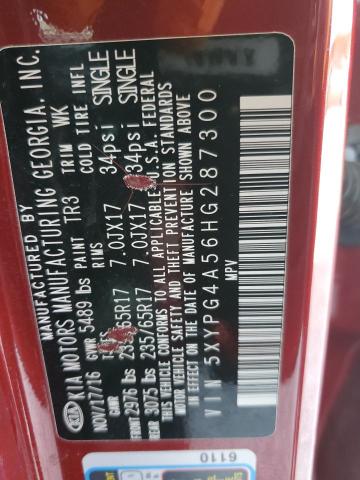 MANUFACTURED BY
KIA MOTORS MANUFACTURING GEORGIA, INC.
KIA
NOV/17/16 GVWR 5489 lbs PAINT TR3 TRIM WK
GAWR RIMS COLD TIRE INFL
FRONT 2976 lbs 7.0JX17 34psi SINGLE
REAR 3075 lbs 235/65R17 7.0JX17 34psi SINGLE
THIS VEHICLE CONFORMS TO ALL APPLICABLE U.S.A. FEDERAL
MOTOR VEHICLE SAFETY AND THEFT PREVENTION STANDARDS
IN EFFECT ON THE DATE OF MANUFACTURE SHOWN ABOVE
VIN 5XYPG4A56HG287300
MPV
6110